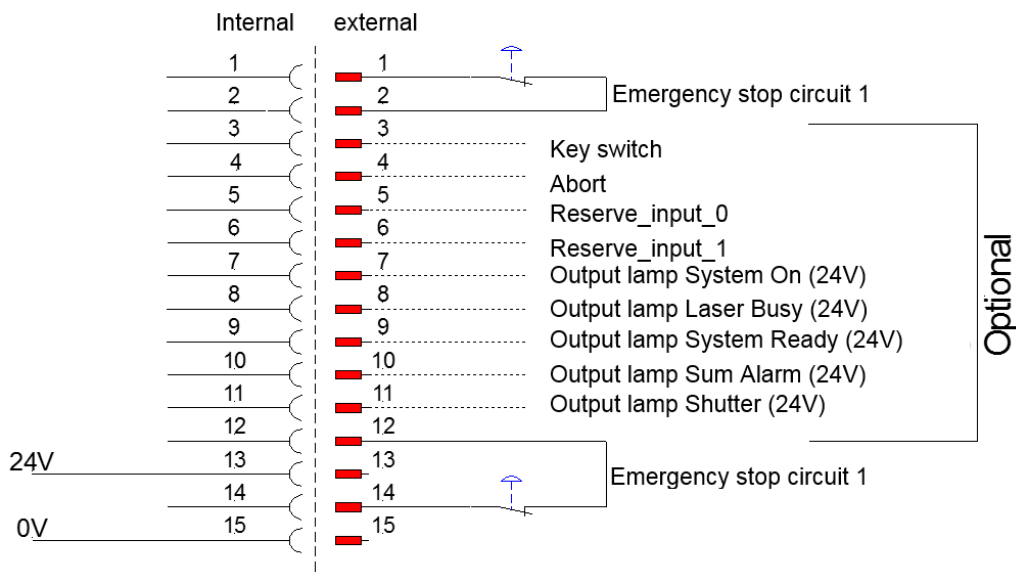 Internal external
1 1
2 2 Emergency stop circuit 1
3 3
Key switch
4 4
Abort
5 5
Reserve_input_0
6 6
Reserve_input_1
7 7
Output lamp System On (24V)
8 8
Output lamp Laser Busy (24V)
9 9
Output lamp System Ready (24V)
10 10
Output lamp Sum Alarm (24V)
11 11
Output lamp Shutter (24V)
Optional
12 12
24V 13 13
Emergency stop circuit 1
14 14
0V 15 15